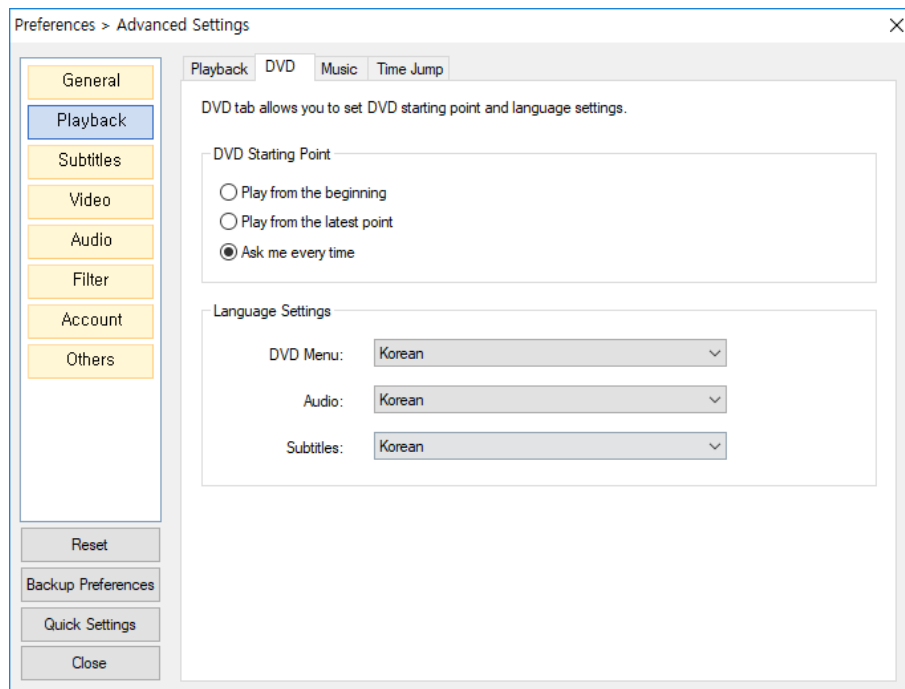 Preferences > Advanced Settings
General
Playback
Subtitles
Video
Audio
Filter
Account
Others
Reset
Backup Preferences
Quick Settings
Close
Playback DVD Music Time Jump
DVD tab allows you to set DVD starting point and language settings.
DVD Starting Point
Play from the beginning
Play from the latest point
Ask me every time
Language Settings
DVD Menu: Korean
Audio: Korean
Subtitles: Korean